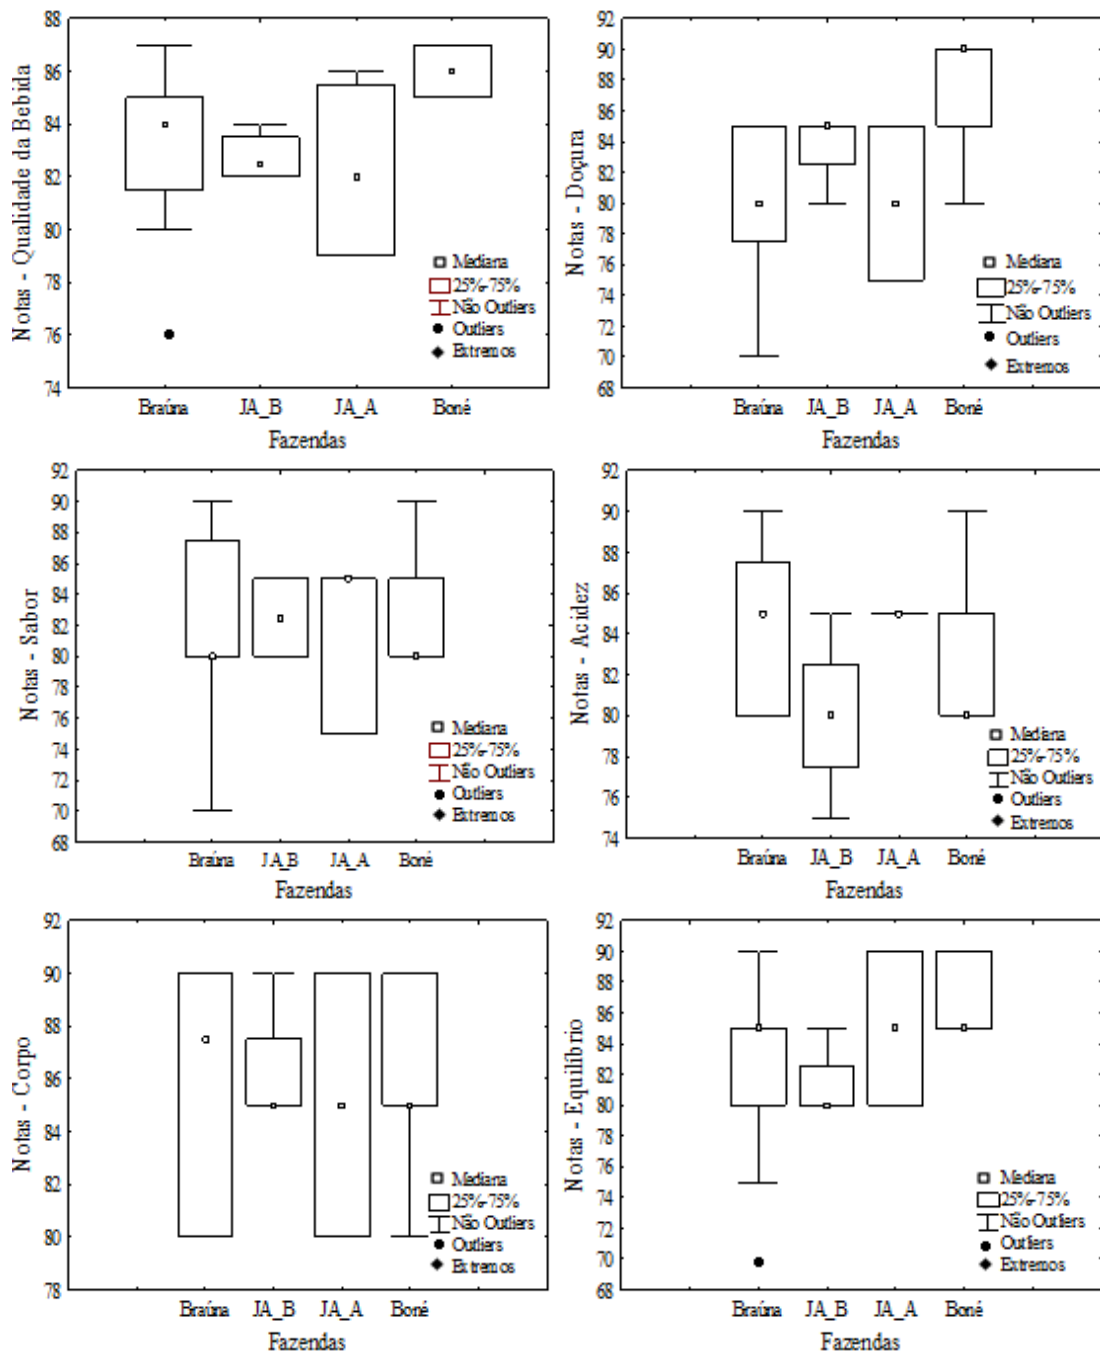 Notas - Qualidade da Bebida
88
86
84
82
80
78
76
74
Mediana
25%-75%
Não Outliers
Outliers
Extremos
Braúna JA_B JA_A Boné
Fazendas
Notas - Doçura
92
90
88
86
84
82
80
78
76
74
72
70
68
Mediana
25%-75%
Não Outliers
Outliers
Extremos
Braúna JA_B JA_A Boné
Fazendas
Notas - Sabor
92
90
88
86
84
82
80
78
76
74
72
70
68
Mediana
25%-75%
Não Outliers
Outliers
Extremos
Braúna JA_B JA_A Boné
Fazendas
Notas - Acidez
92
90
88
86
84
82
80
78
76
74
Mediana
25%-75%
Não Outliers
Outliers
Extremos
Braúna JA_B JA_A Boné
Fazendas
Notas - Corpo
92
90
88
86
84
82
80
78
Mediana
25%-75%
Não Outliers
Outliers
Extremos
Braúna JA_B JA_A Boné
Fazendas
Notas - Equilíbrio
92
90
88
86
84
82
80
78
76
74
72
70
68
Mediana
25%-75%
Não Outliers
Outliers
Extremos
Braúna JA_B JA_A Boné
Fazendas